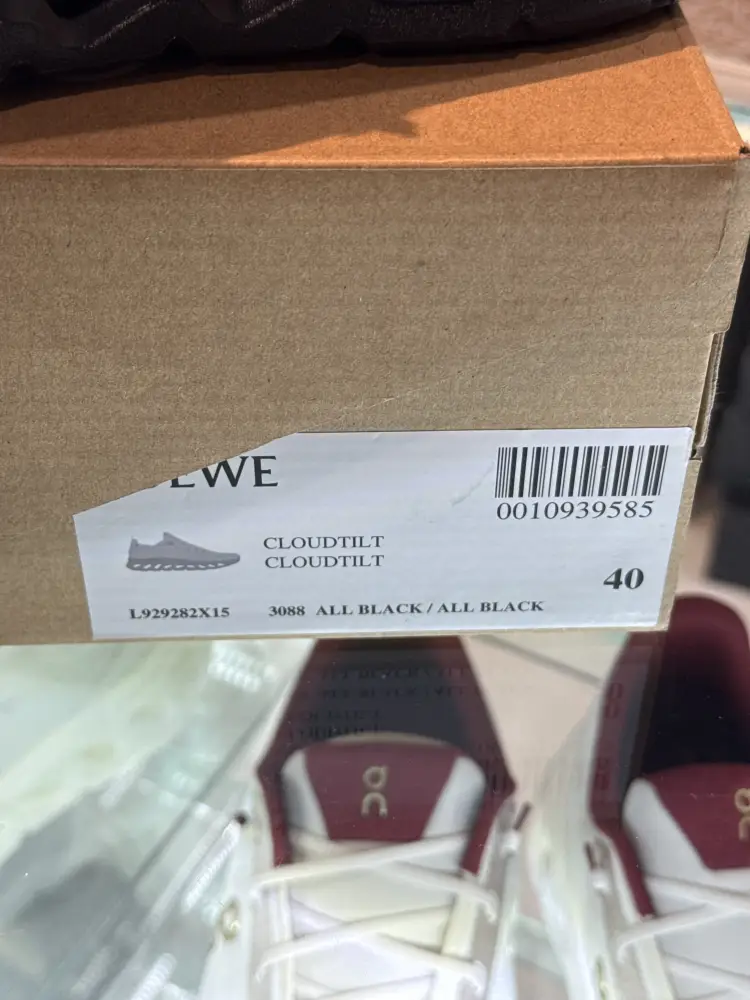 EWE
0010939585
CLOUDTILT
CLOUDTILT
40
L929282X15 3088 ALL BLACK / ALL BLACK